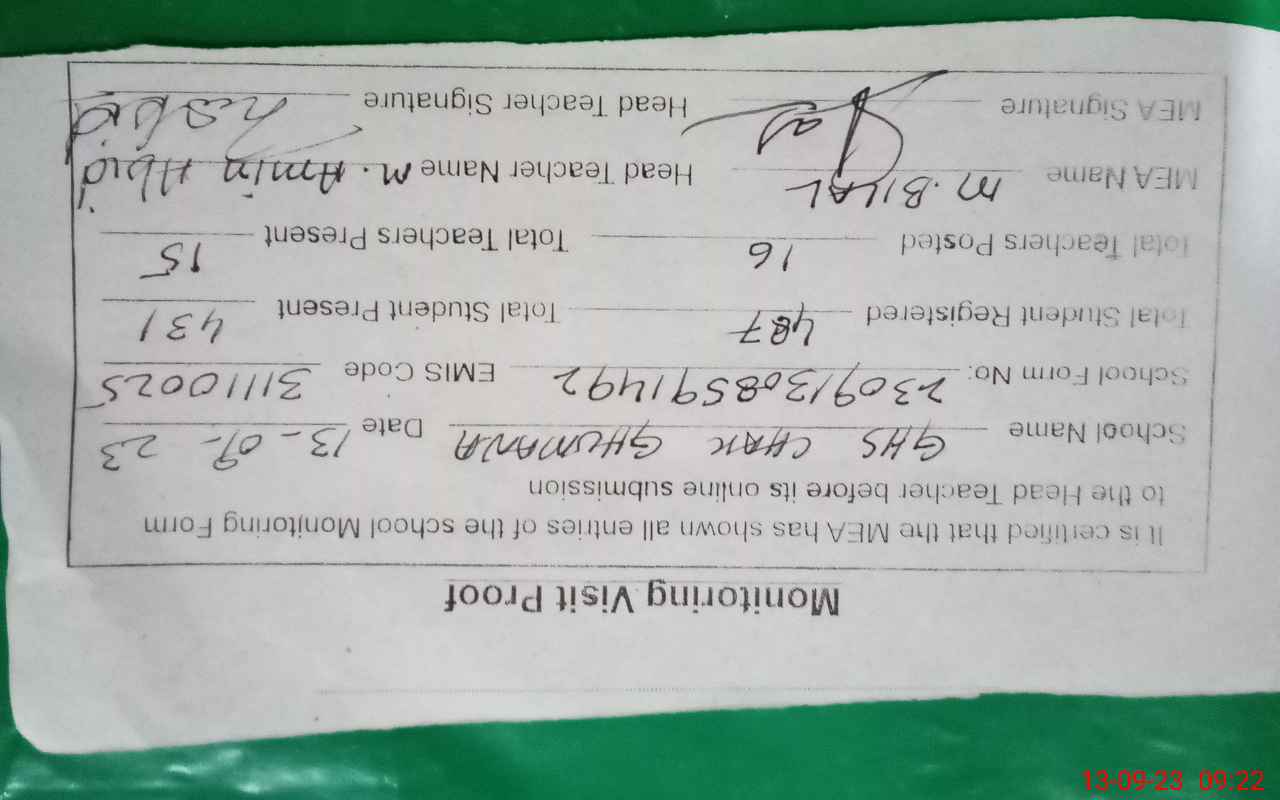 Monitoring Visit Proof
It is certified that the MEA has shown all entries of the school Monitoring Form
to the Head Teacher before its online submission
School Name GHS CHAK GHUMANA Date 13-09-23
School Form No: 23091308591492 EMIS Code 31110025
Total Student Registered 487 Total Student Present 431
Total Teachers Posted 16 Total Teachers Present 15
MEA Name M.BILAL Head Teacher Name M. Amin Abid
MEA Signature Head Teacher Signature
13-09-23 09:22